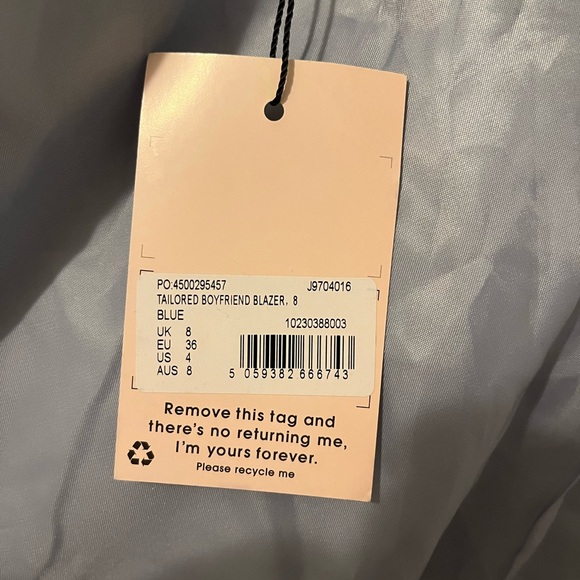 PO:4500295457 J9704016
TAILORED BOYFRIEND BLAZER, 8
BLUE
10230388003
UK 8
EU 36
US 4
AUS 8
5 059382 666743
Remove this tag and
there's no returning me,
I'm yours forever.
Please recycle me